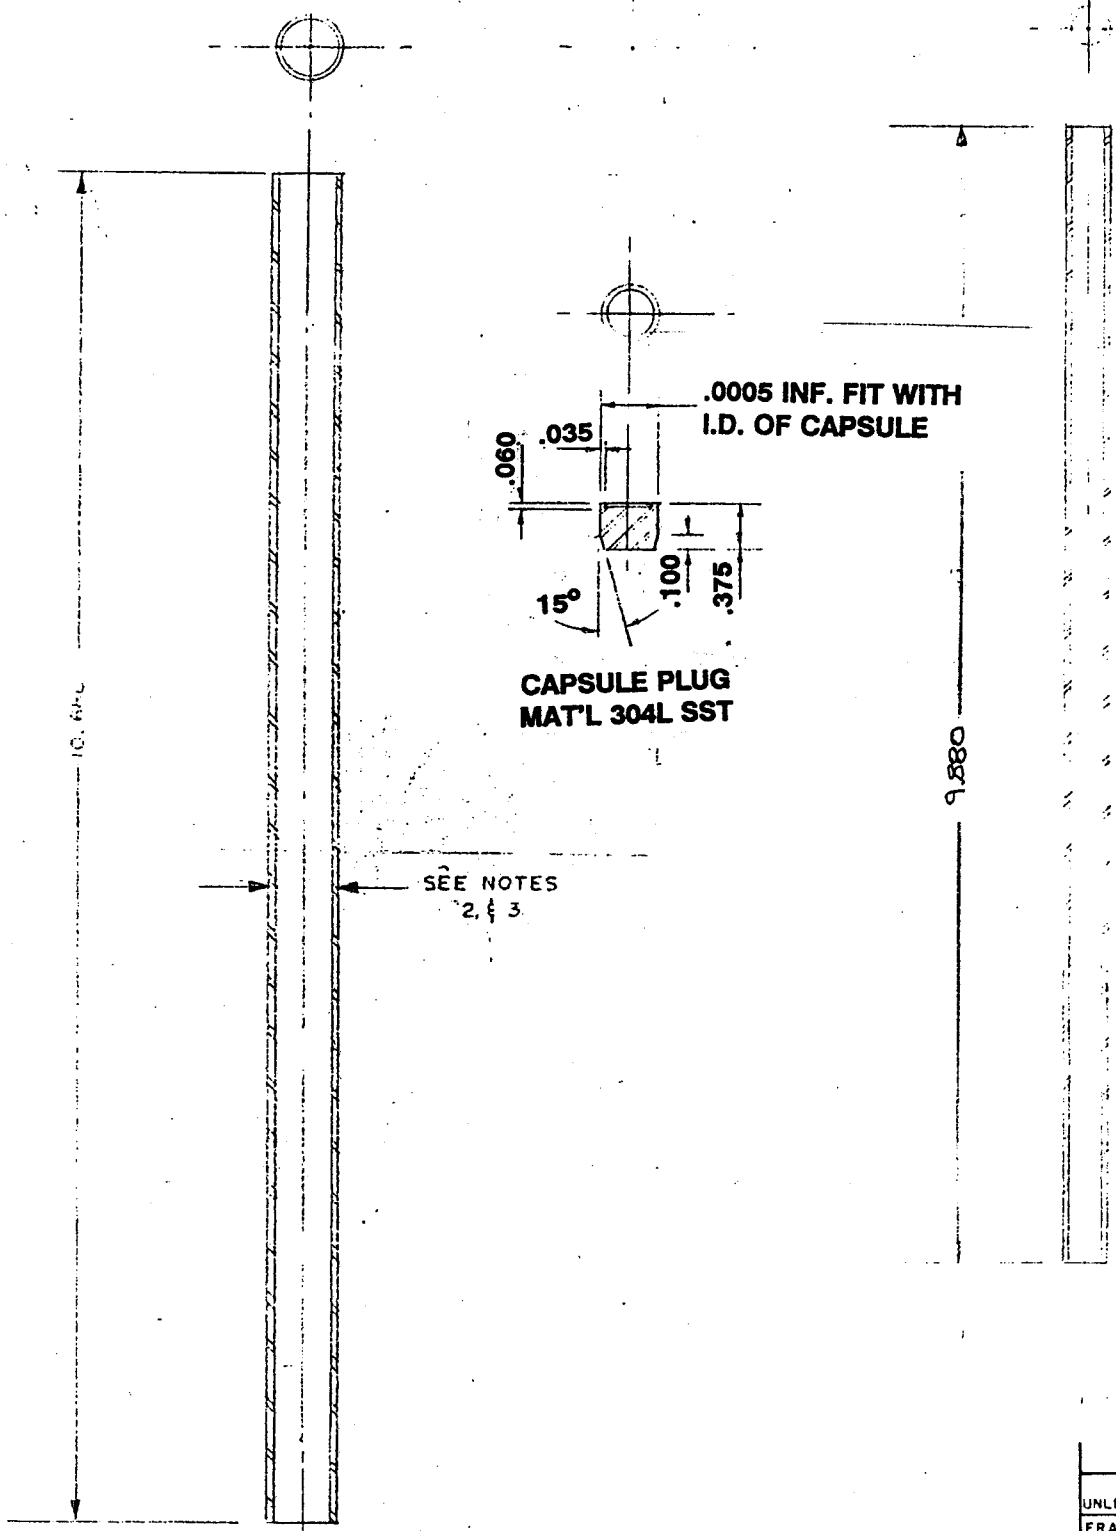 .0005 INF. FIT WITH
I.D. OF CAPSULE
.035
.060
.100
.375
15°
CAPSULE PLUG
MAT'L 304L SST
9.880
SEE NOTES
2, & 3